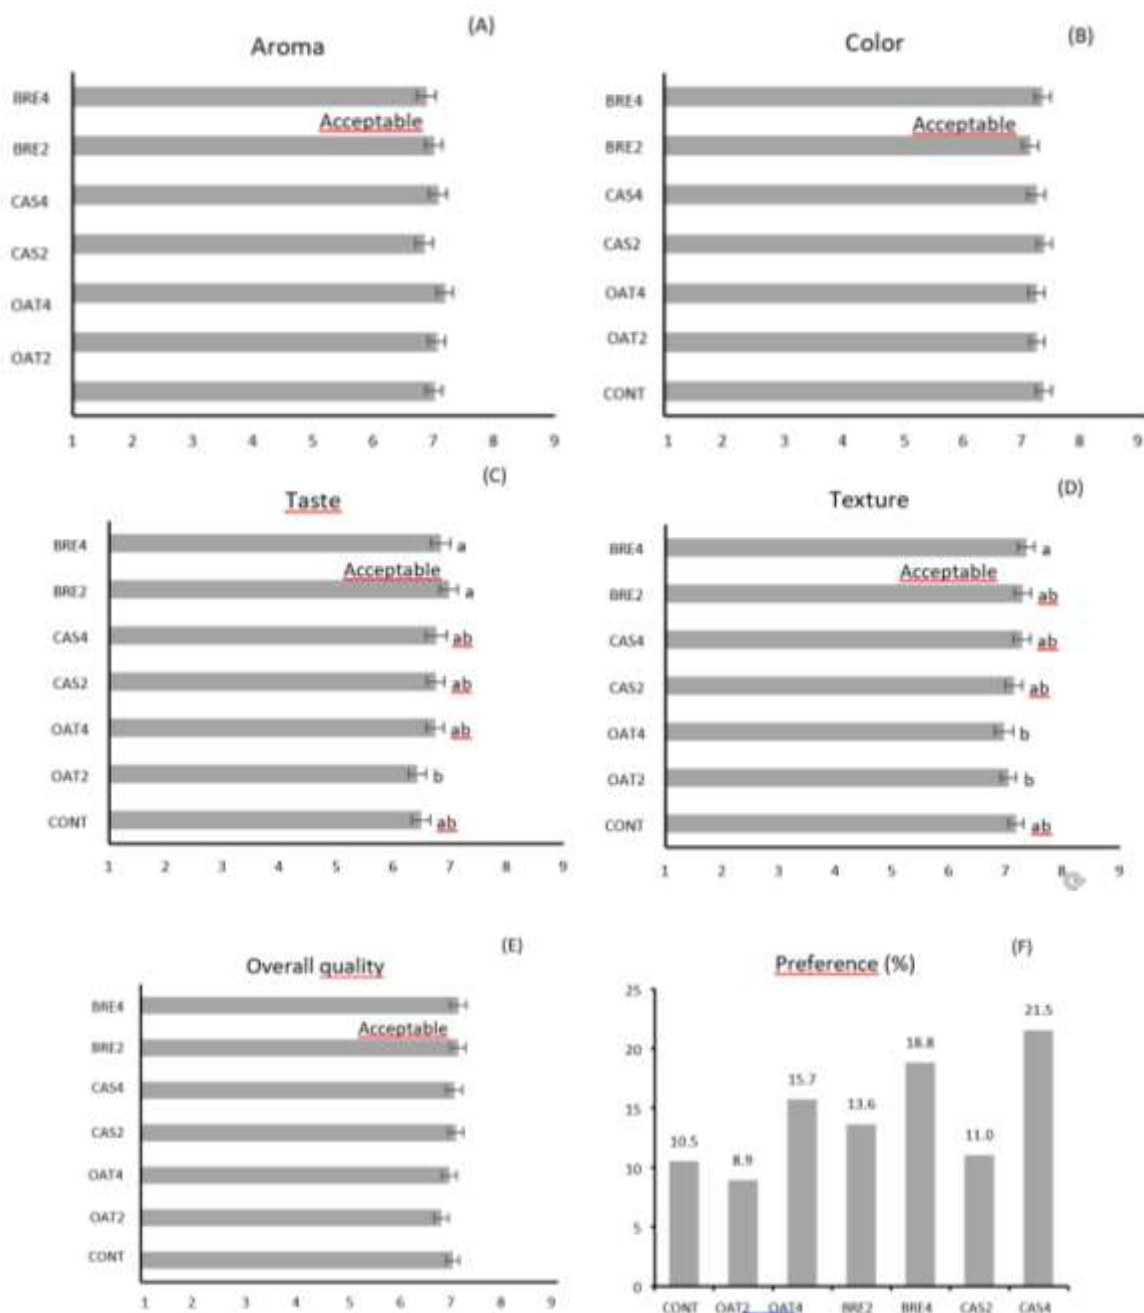 (A)
Aroma
BRE4
Acceptable
BRE2
CAS4
CAS2
OAT4
OAT2
1 2 3 4 5 6 7 8 9
(B)
Color
BRE4
Acceptable
BRE2
CAS4
CAS2
OAT4
OAT2
CONT
1 2 3 4 5 6 7 8 9
(C)
Taste
BRE4 a
Acceptable
BRE2 a
CAS4 ab
CAS2 ab
OAT4 ab
OAT2 b
CONT ab
1 2 3 4 5 6 7 8 9
(D)
Texture
BRE4 a
Acceptable
BRE2 ab
CAS4 ab
CAS2 ab
OAT4 b
OAT2 b
CONT ab
1 2 3 4 5 6 7 8 9
(E)
Overall quality
BRE4
Acceptable
BRE2
CAS4
CAS2
OAT4
OAT2
CONT
1 2 3 4 5 6 7 8 9
(F)
Preference (%)
25
20
15
10
5
0
10.5 8.9 15.7 13.6 18.8 11.0 21.5
CONT OAT2 OAT4 BRE2 BRE4 CAS2 CAS4